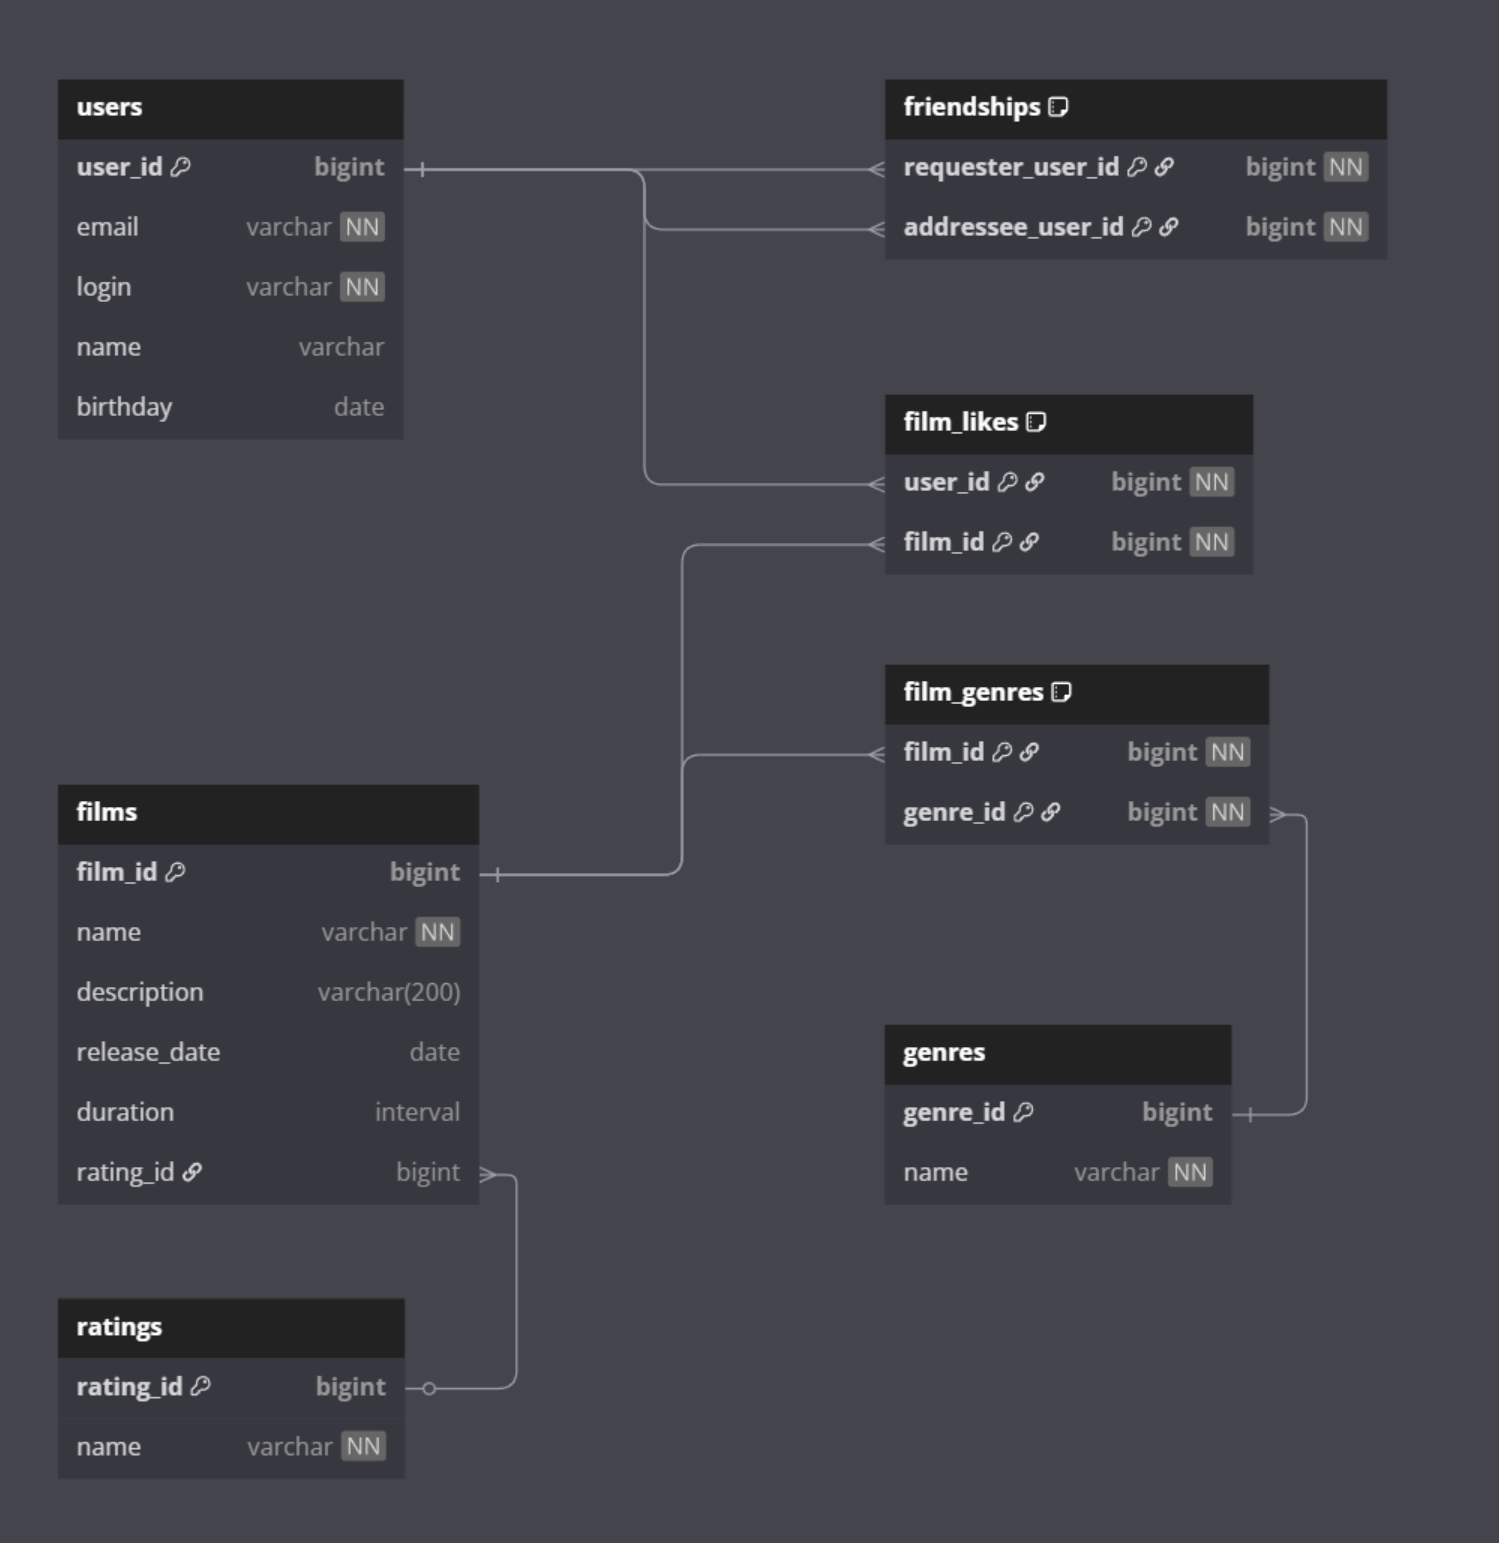 users
user_id bigint
email varchar NN
login varchar NN
name varchar
birthday date
friendships
requester_user_id bigint NN
addressee_user_id bigint NN
film_likes
user_id bigint NN
film_id bigint NN
film_genres
film_id bigint NN
genre_id bigint NN
films
film_id bigint
name varchar NN
description varchar(200)
release_date date
duration interval
rating_id bigint
genres
genre_id bigint
name varchar NN
ratings
rating_id bigint
name varchar NN